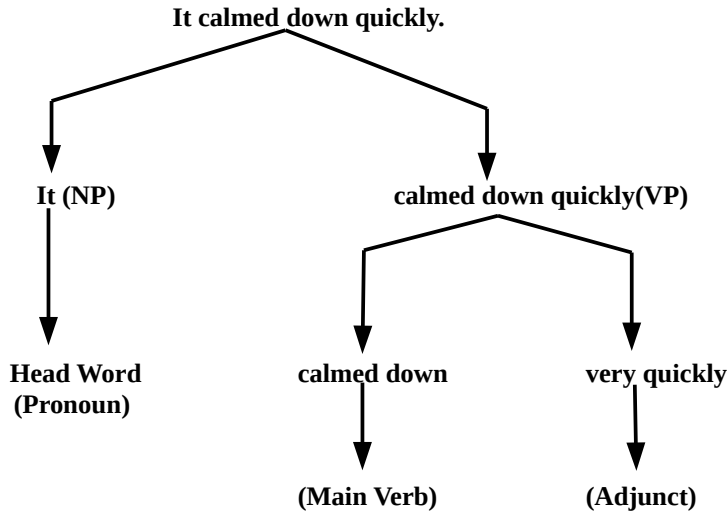 It calmed down quickly.
It (NP)
calmed down quickly(VP)
Head Word
(Pronoun)
calmed down
very quickly
(Main Verb)
(Adjunct)